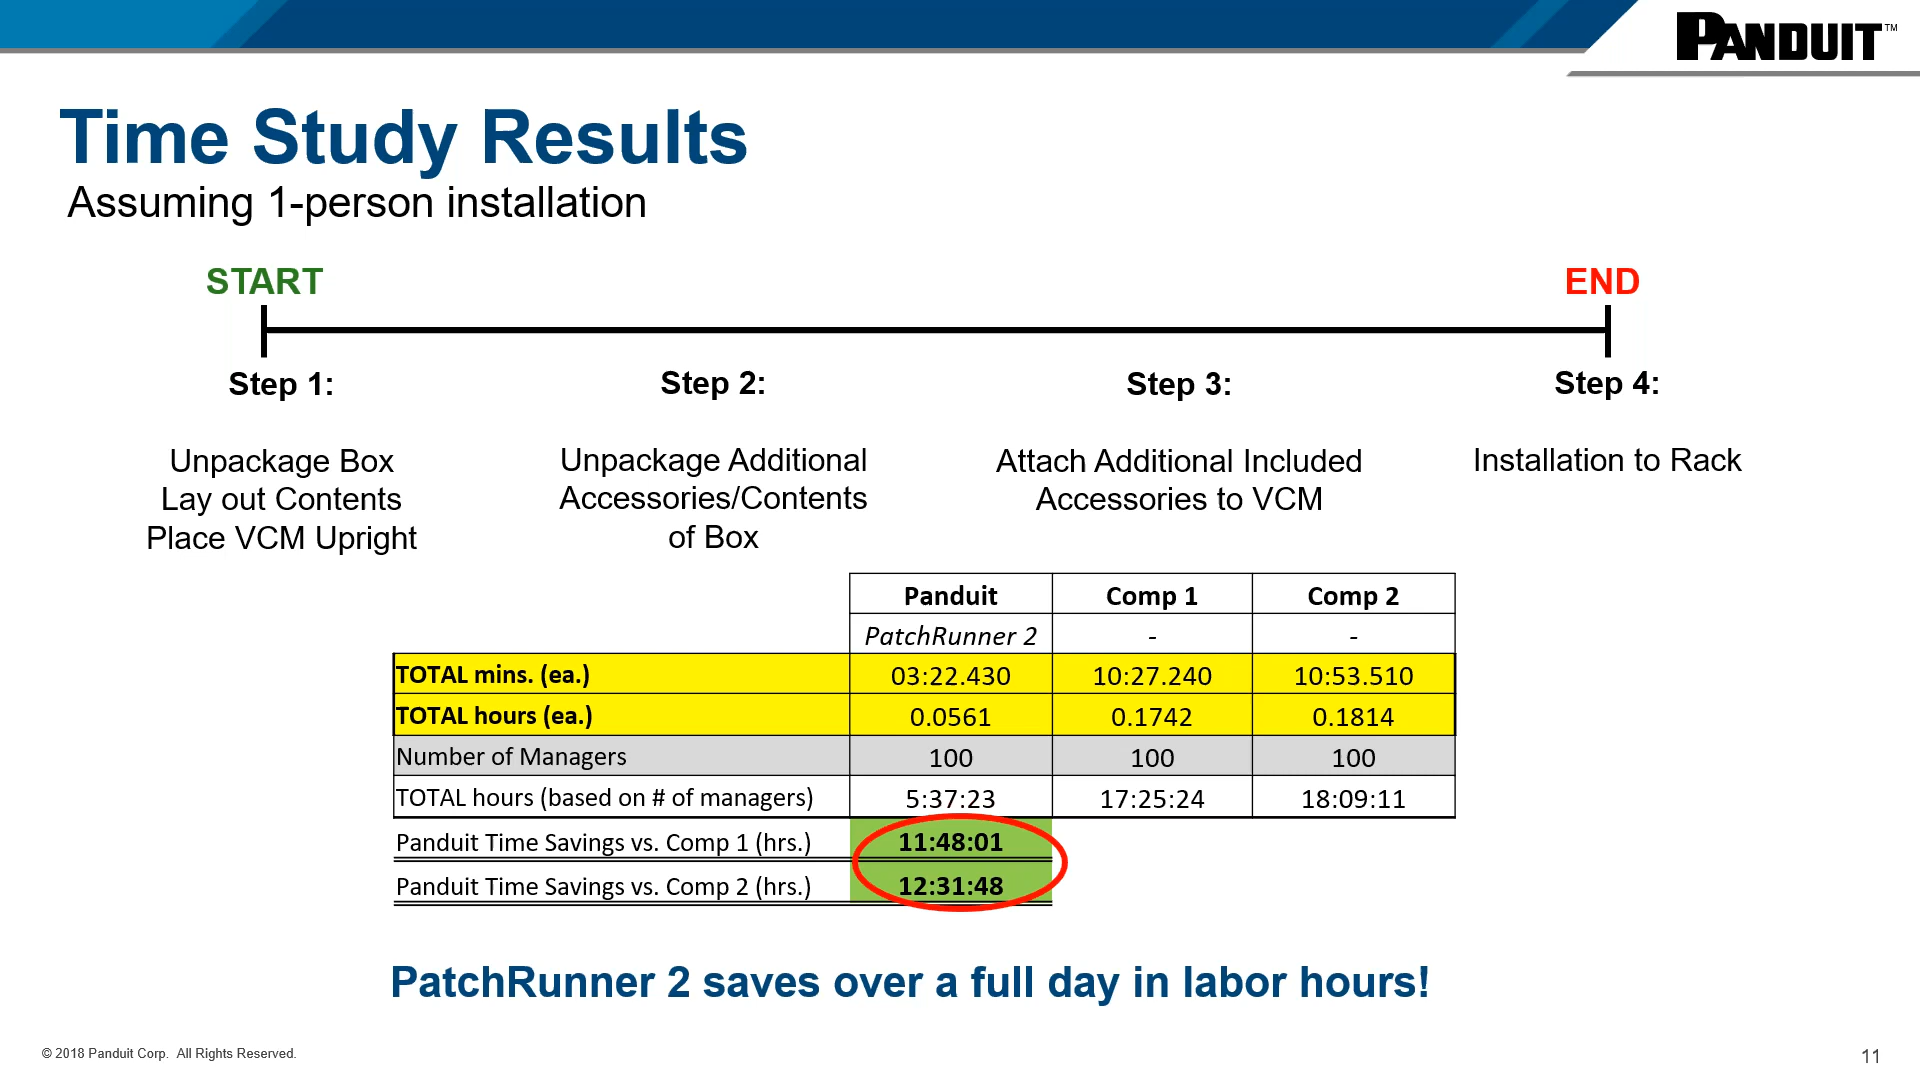 PANDUIT™
Time Study Results
Assuming 1-person installation
START
END
Step 1:
Unpackage Box
Lay out Contents
Place VCM Upright
Step 2:
Unpackage Additional
Accessories/Contents
of Box
Step 3:
Attach Additional Included
Accessories to VCM
Step 4:
Installation to Rack
Panduit Comp 1 Comp 2
PatchRunner 2 - -
TOTAL mins. (ea.) 03:22.430 10:27.240 10:53.510
TOTAL hours (ea.) 0.0561 0.1742 0.1814
Number of Managers 100 100 100
TOTAL hours (based on # of managers) 5:37:23 17:25:24 18:09:11
Panduit Time Savings vs. Comp 1 (hrs.) 11:48:01
Panduit Time Savings vs. Comp 2 (hrs.) 12:31:48
PatchRunner 2 saves over a full day in labor hours!
© 2018 Panduit Corp. All Rights Reserved.
11